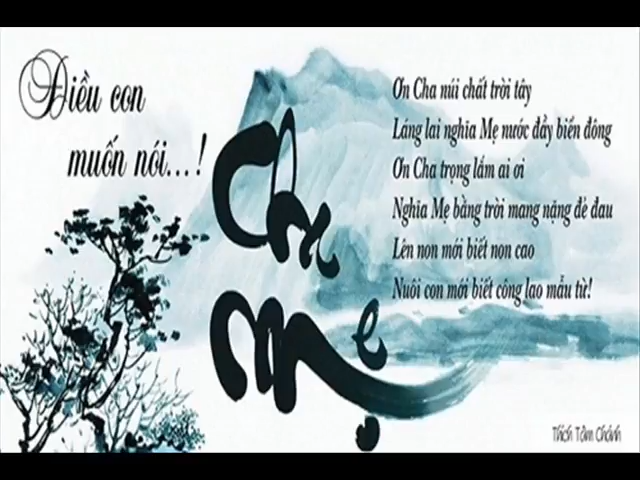 Điều con
muốn nói...!
Cha
Mẹ
Ơn Cha núi chất trời tây
Láng lai nghĩa Mẹ nước đầy biển đông
Ơn Cha trọng lắm ai ơi
Nghĩa Mẹ bằng trời mang nặng đẻ đau
Lên non mới biết non cao
Nuôi con mới biết công lao mẫu từ!
Thích Tâm Chánh